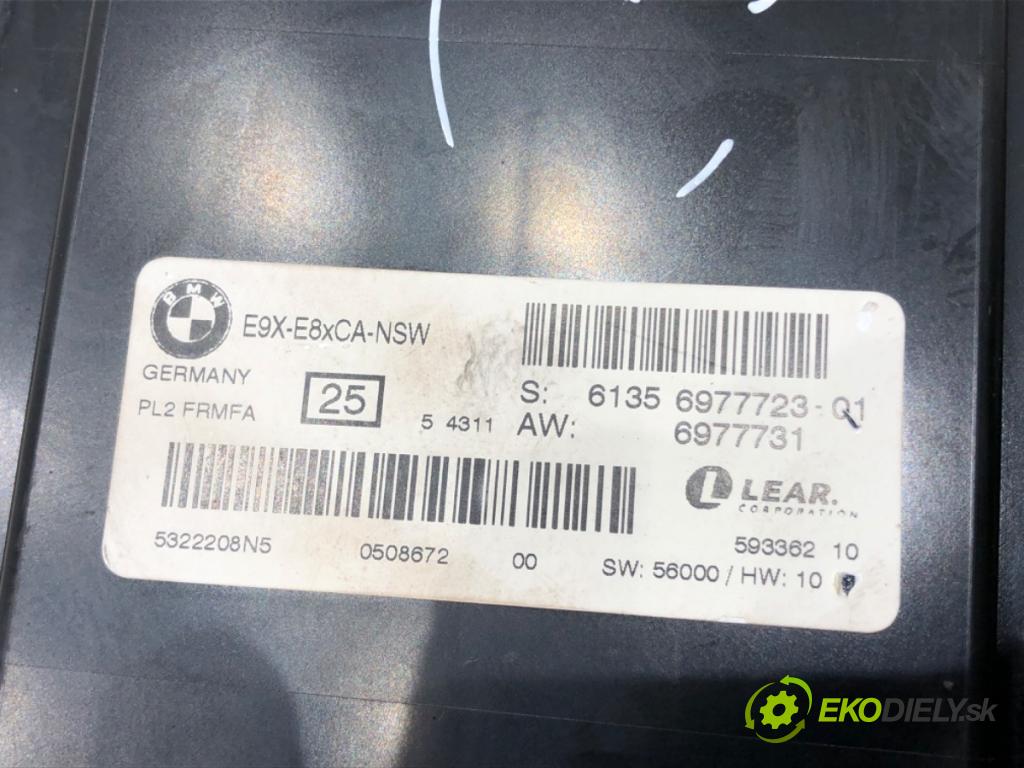 BMW
E9X-E8xCA-NSW
GERMANY
PL2 FRMFA
25
5 4311
S: 6135 6977723-01
AW: 6977731
LEAR.
CORPORATION
5322208N5 0508672 00
593362 10
SW: 56000 / HW: 10
EKODIELY.sk